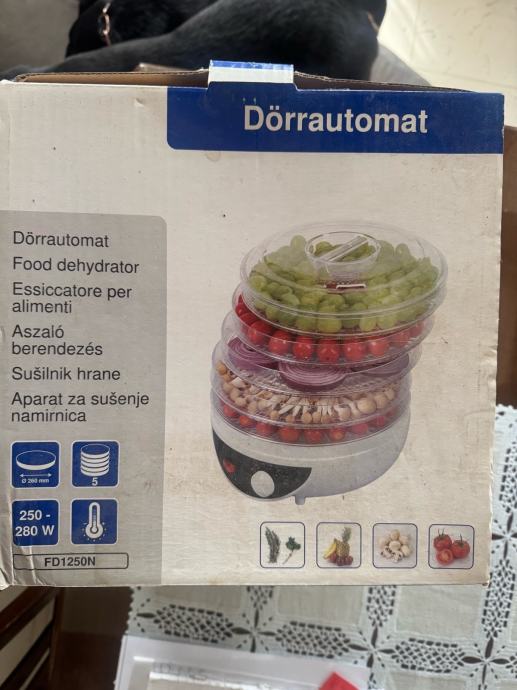 Dörrautomat
Dörrautomat
Food dehydrator
Essiccatore per
alimenti
Aszaló
berendezés
Sušilnik hrane
Aparat za sušenje
namirnica
Ø 260 mm
5
250 -
280 W
FD1250N